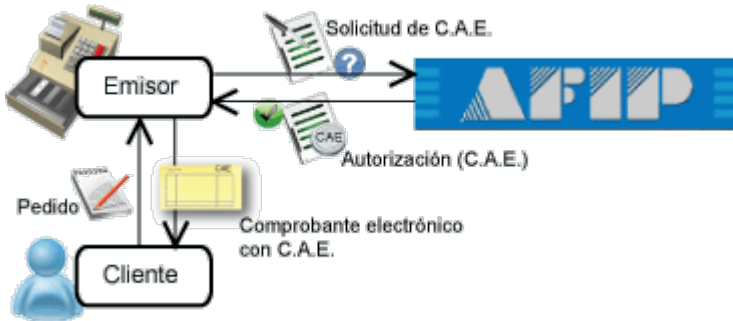 Solicitud de C.A.E.
Emisor
AFIP
CAE
Autorización (C.A.E.)
CAE
Pedido
Comprobante electrónico
con C.A.E.
Cliente